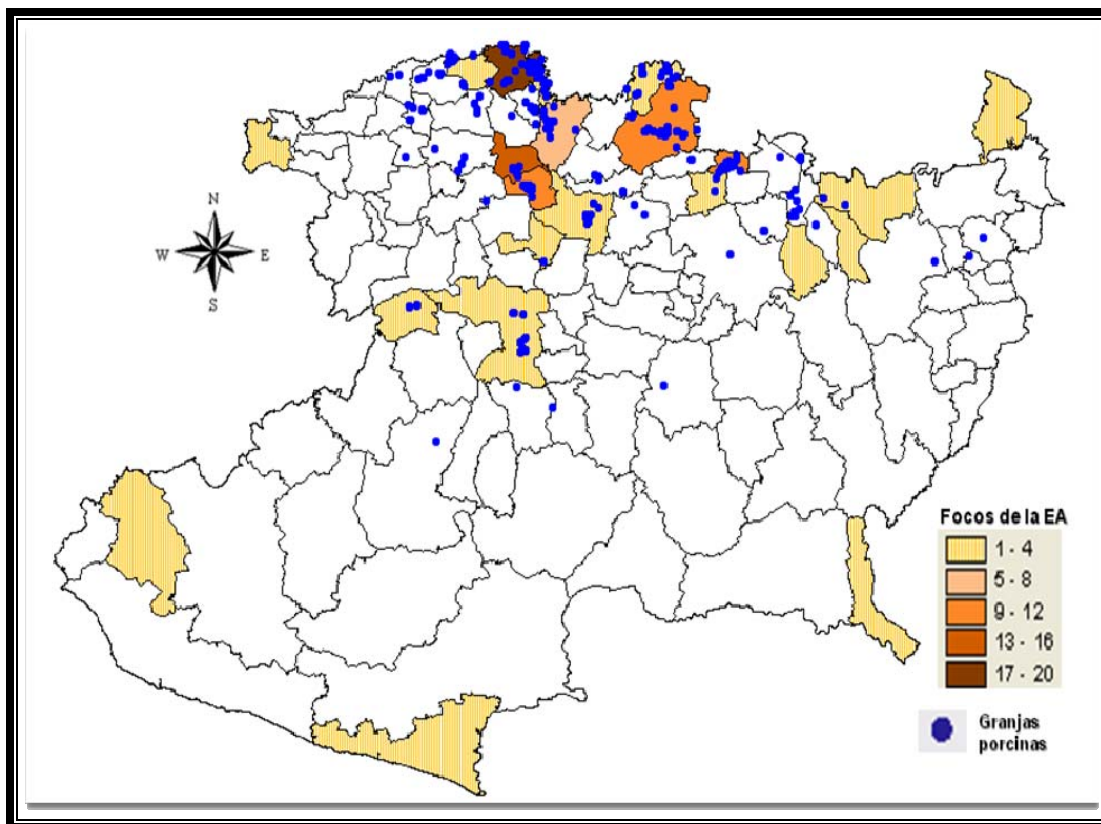 N
W E
S
Focos de la EA
1 - 4
5 - 8
9 - 12
13 - 16
17 - 20
Granjas
porcinas